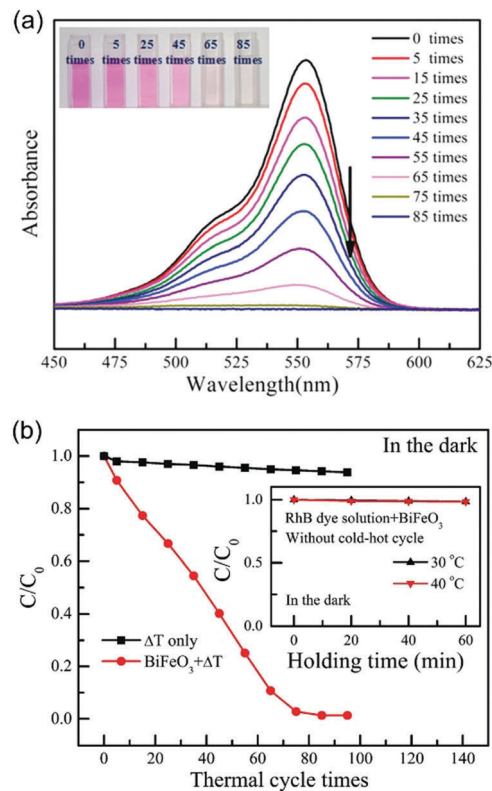 (a)
0 5 25 45 65 85
times times times times times times
0 times
5 times
15 times
25 times
35 times
45 times
55 times
65 times
75 times
85 times
Absorbance
450 475 500 525 550 575 600 625
Wavelength(nm)
(b)
In the dark
1.0
0.8
0.6
0.4
0.2
0.0
C/C₀
ΔT only
BiFeO₃+ΔT
1.0
0.5
0.0
C/C₀
RhB dye solution+BiFeO₃
Without cold-hot cycle
30 °C
40 °C
In the dark
0 20 40 60
Holding time (min)
0 20 40 60 80 100 120 140
Thermal cycle times